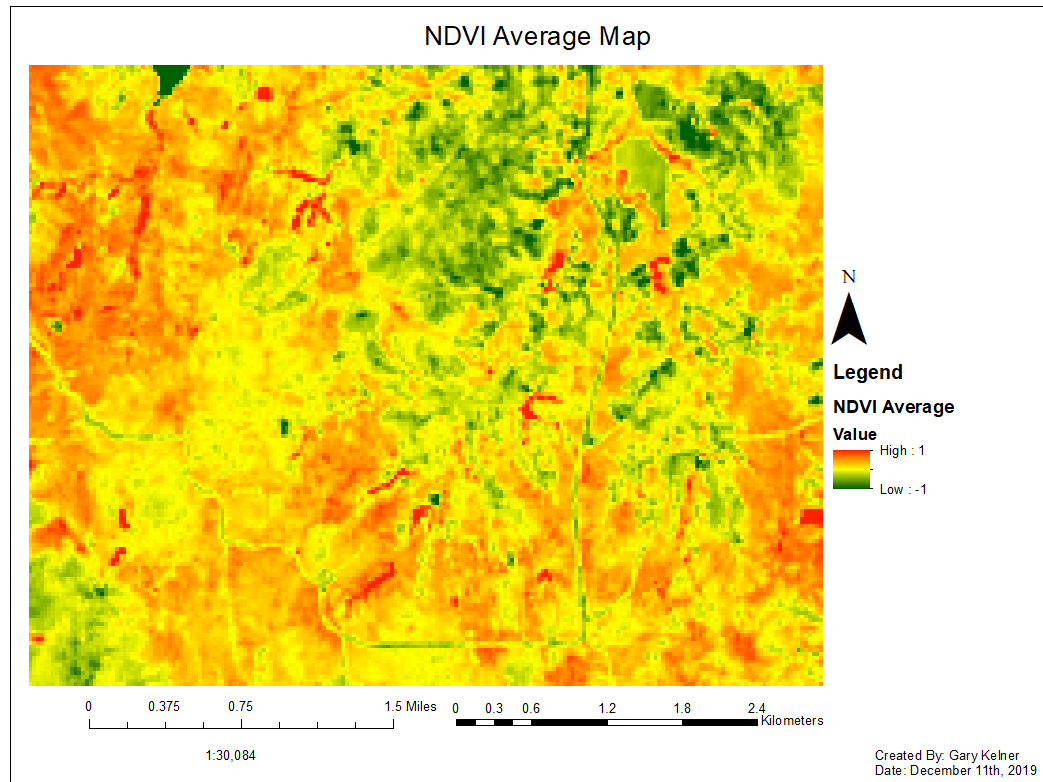 NDVI Average Map
N
Legend
NDVI Average
Value
High : 1
Low : -1
0 0.375 0.75 1.5 Miles
0 0.3 0.6 1.2 1.8 2.4
Kilometers
1:30,084
Created By: Gary Kelner
Date: December 11th, 2019